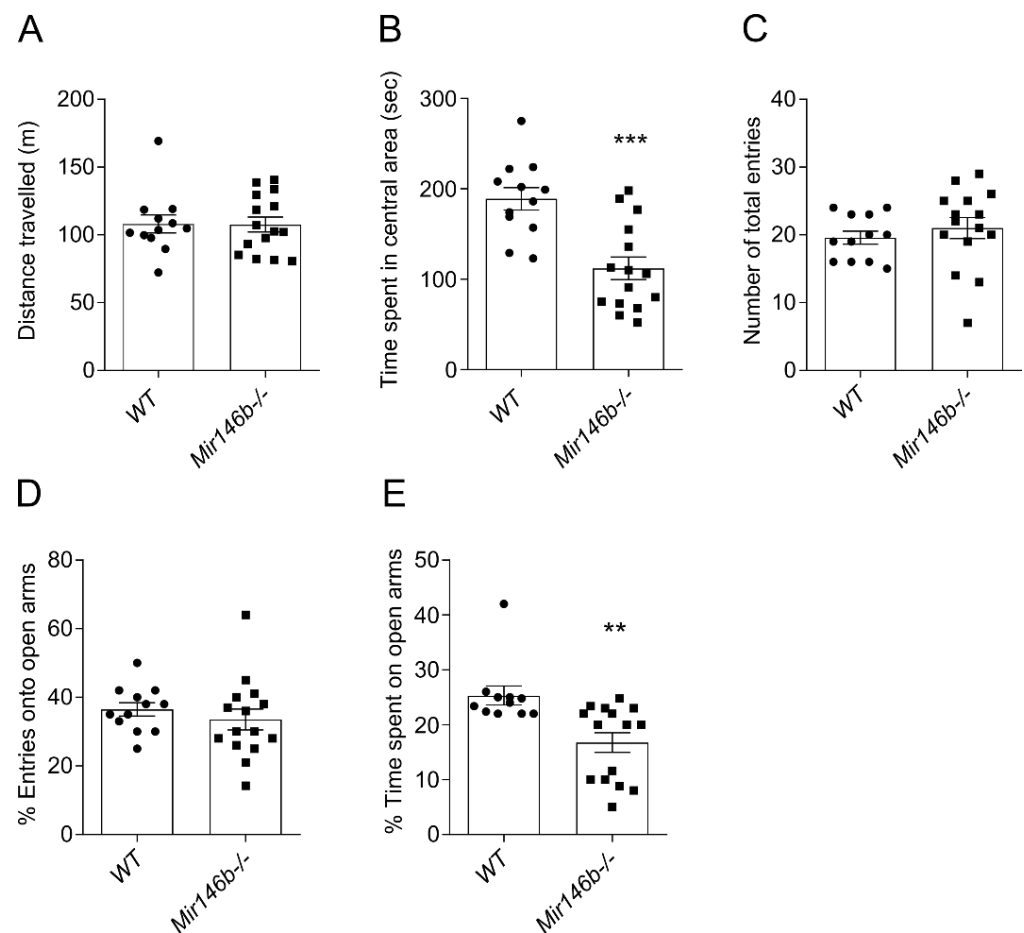 A
Distance travelled (m)
200
150
100
50
0
WT
Mir146b-/-
B
Time spent in central area (sec)
300
200
100
0
***
WT
Mir146b-/-
C
Number of total entries
40
30
20
10
0
WT
Mir146b-/-
D
% Entries onto open arms
80
60
40
20
0
WT
Mir146b-/-
E
% Time spent on open arms
50
40
30
20
10
0
**
WT
Mir146b-/-